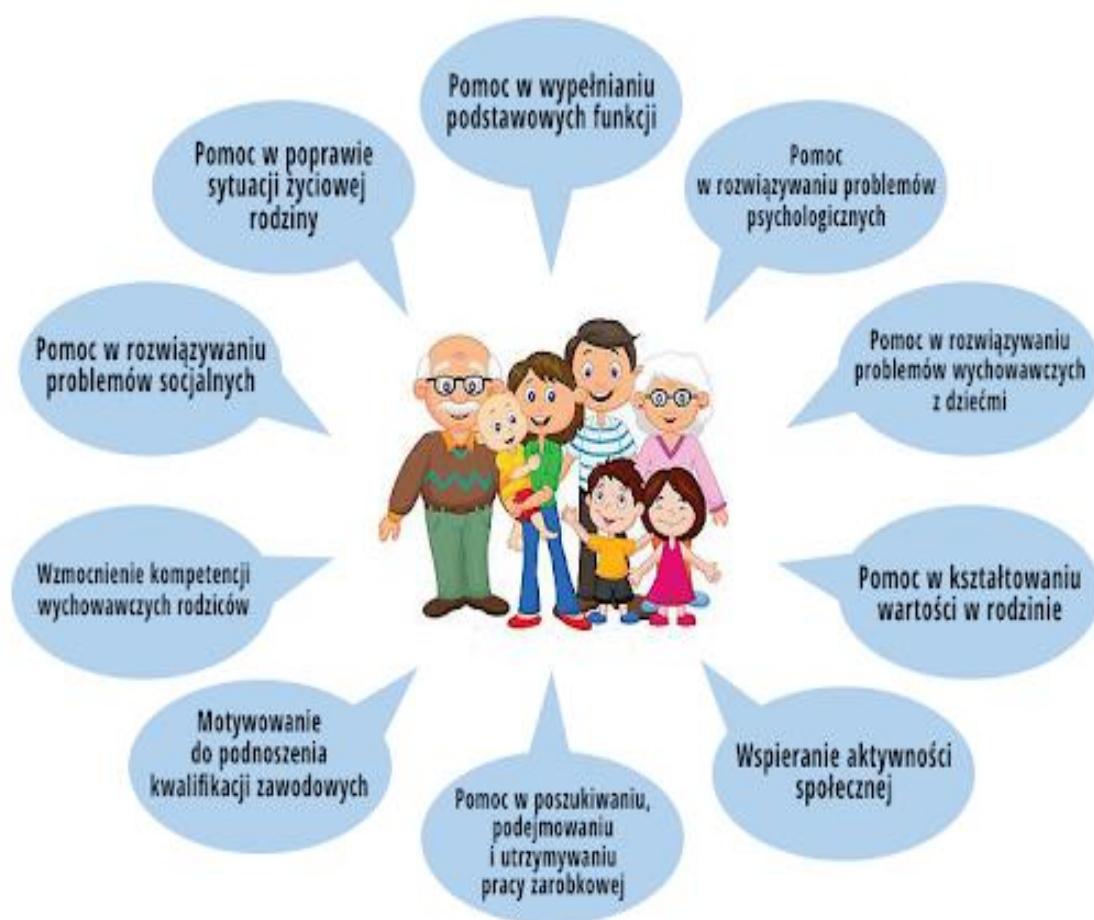 Pomoc w wypełnianiu
podstawowych funkcji
Pomoc
w rozwiązywaniu problemów
psychologicznych
Pomoc w rozwiązywaniu
problemów wychowawczych
z dziećmi
Pomoc w kształtowaniu
wartości w rodzinie
Wspieranie aktywności
społecznej
Pomoc w poszukiwaniu,
podejmowaniu
i utrzymywaniu
pracy zarobkowej
Motywowanie
do podnoszenia
kwalifikacji zawodowych
Wzmocnienie kompetencji
wychowawczych rodziców
Pomoc w rozwiązywaniu
problemów socjalnych
Pomoc w poprawie
sytuacji życiowej
rodziny